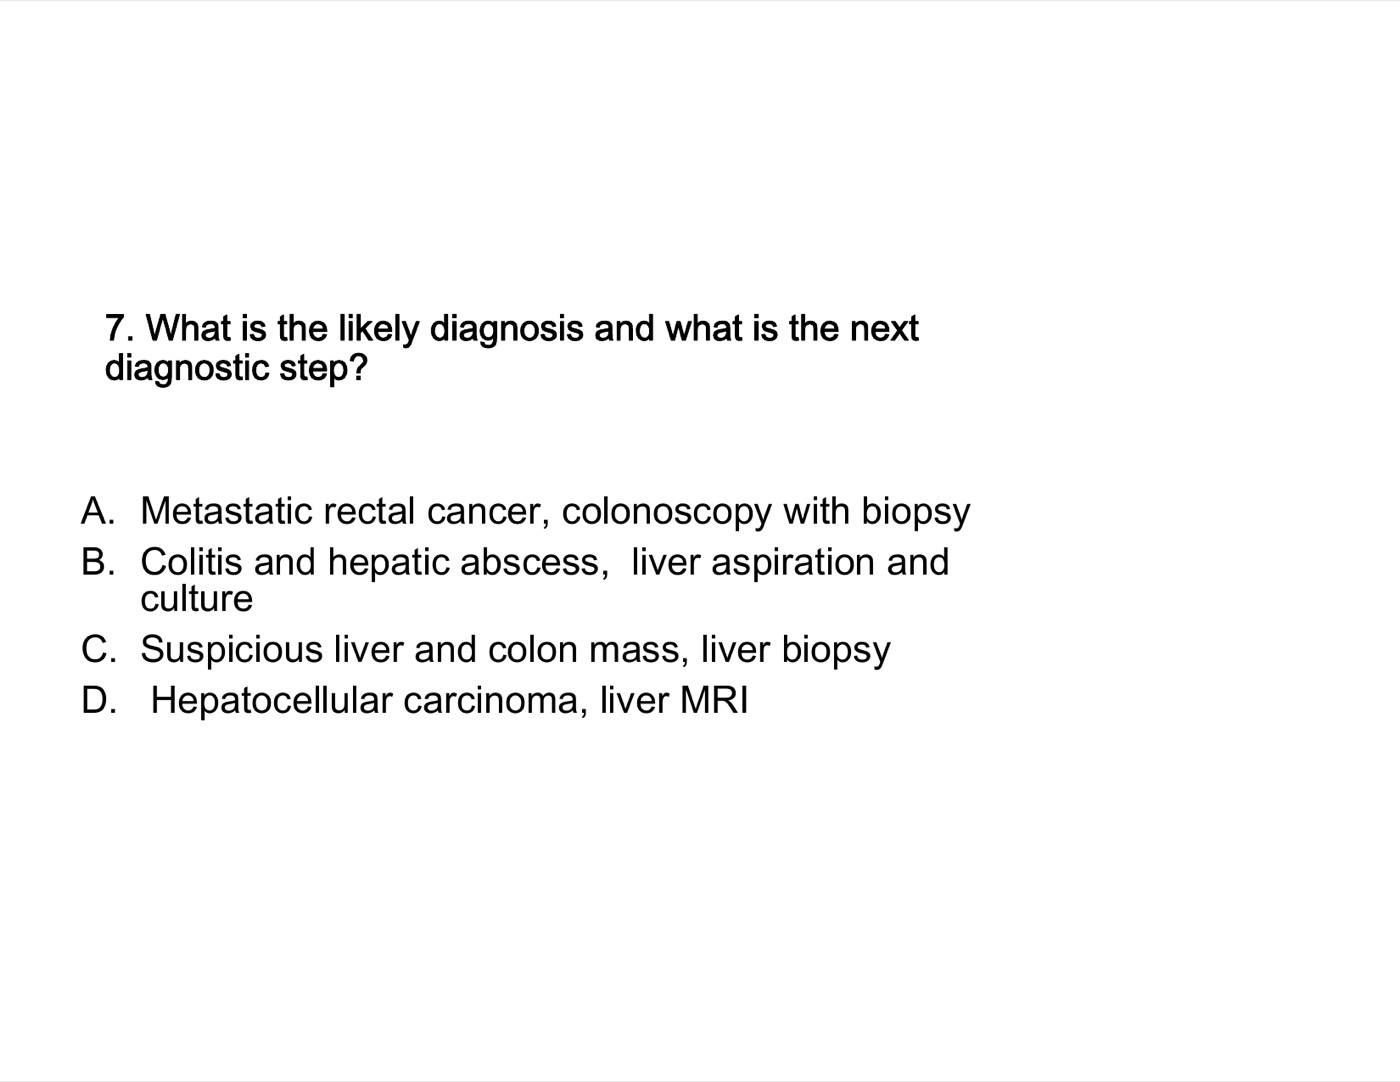 7. What is the likely diagnosis and what is the next
diagnostic step?
A. Metastatic rectal cancer, colonoscopy with biopsy
B. Colitis and hepatic abscess,  liver aspiration and
culture
C. Suspicious liver and colon mass, liver biopsy
D.  Hepatocellular carcinoma, liver MRI